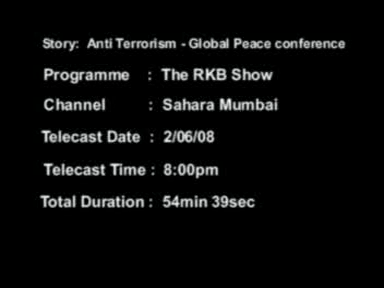 Story: Anti Terrorism - Global Peace conference
Programme : The RKB Show
Channel : Sahara Mumbai
Telecast Date : 2/06/08
Telecast Time : 8:00pm
Total Duration : 54min 39sec